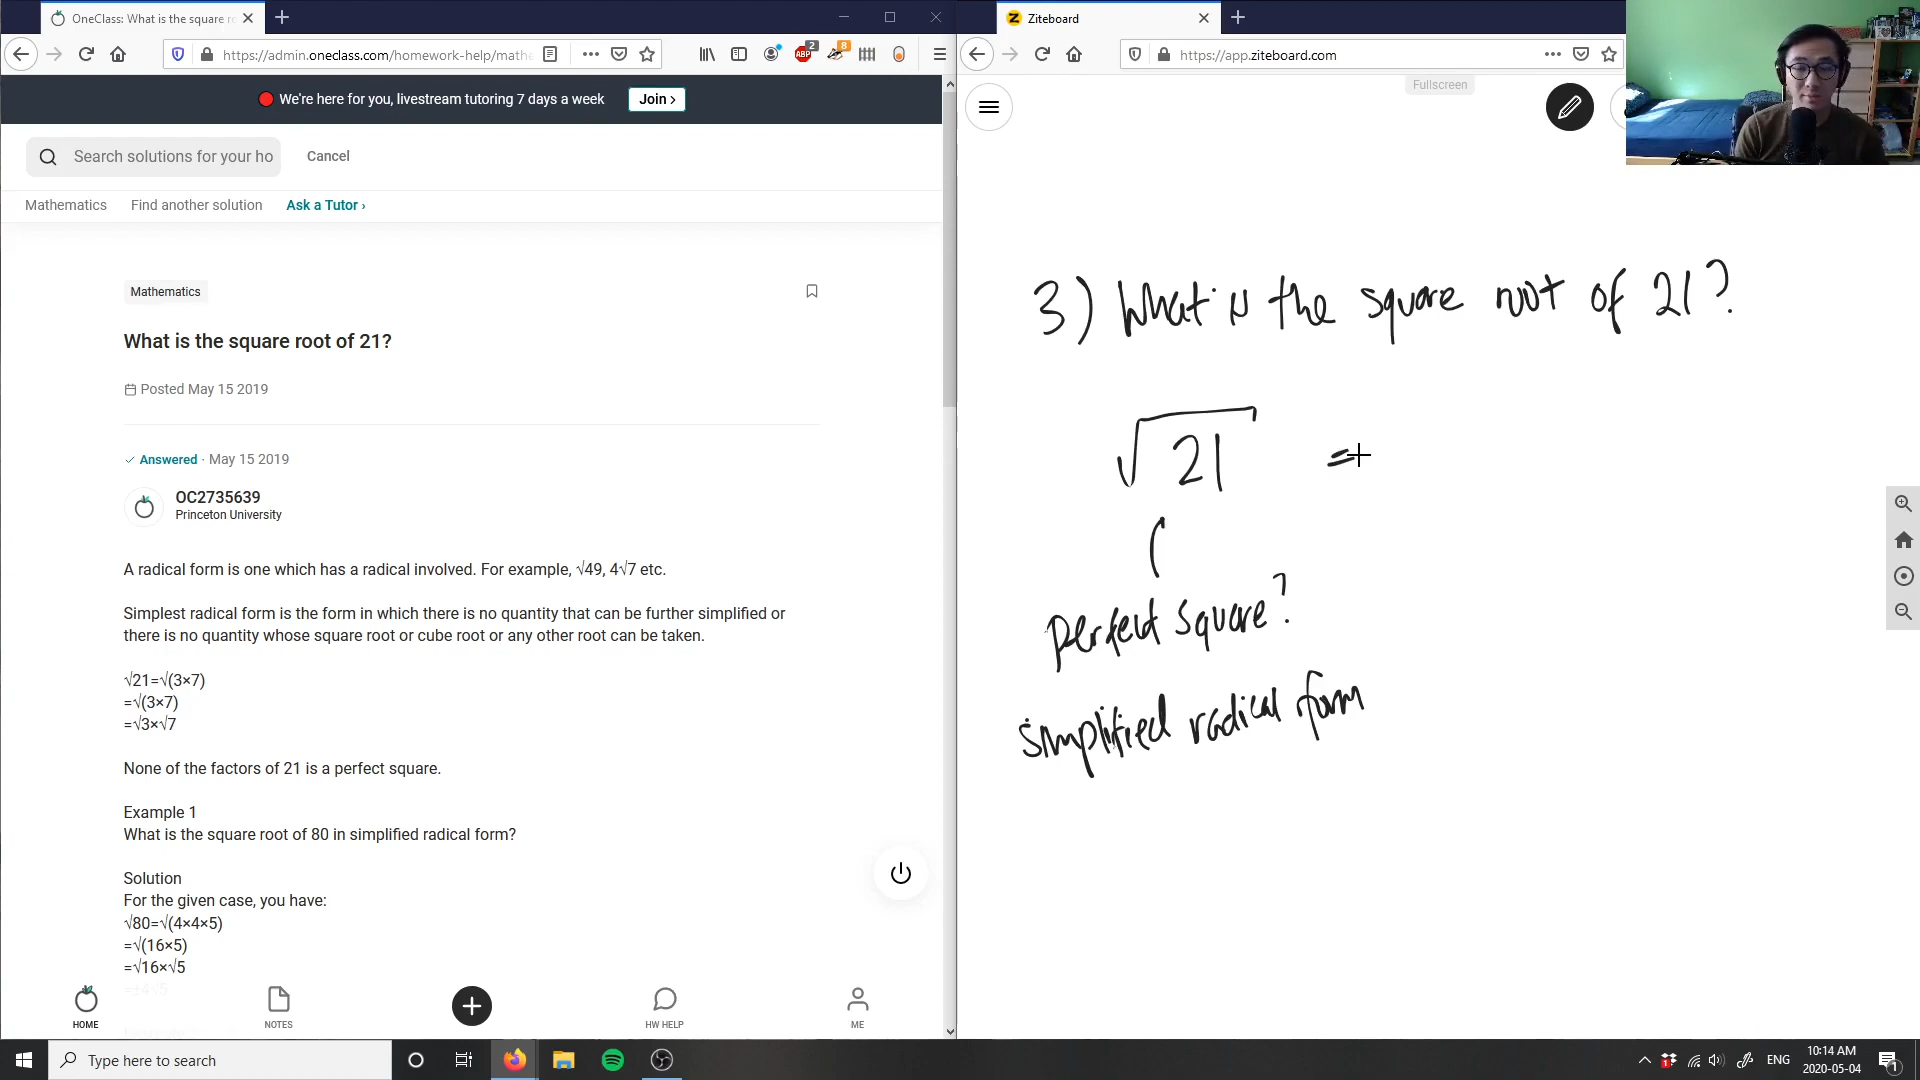 OneClass: What is the square ro
https://admin.oneclass.com/homework-help/mathe
ABP
2
8
We're here for you, livestream tutoring 7 days a week
Join ›
Search solutions for your ho
Cancel
Mathematics
Find another solution
Ask a Tutor ›
Mathematics
What is the square root of 21?
Posted May 15 2019
Answered · May 15 2019
OC2735639
Princeton University
A radical form is one which has a radical involved. For example, √49, 4√7 etc.
Simplest radical form is the form in which there is no quantity that can be further simplified or
there is no quantity whose square root or cube root or any other root can be taken.
√21=√(3×7)
=√(3×7)
=√3×√7
None of the factors of 21 is a perfect square.
Example 1
What is the square root of 80 in simplified radical form?
Solution
For the given case, you have:
√80=√(4×4×5)
=√(16×5)
=√16×√5
=±4√5
HOME
NOTES
HW HELP
ME
Ziteboard
https://app.ziteboard.com
Fullscreen
3) What is the square root of 21?
√21 =
(
perfect square?
simplified radical form
Type here to search
ENG
10:14 AM
2020-05-04
1